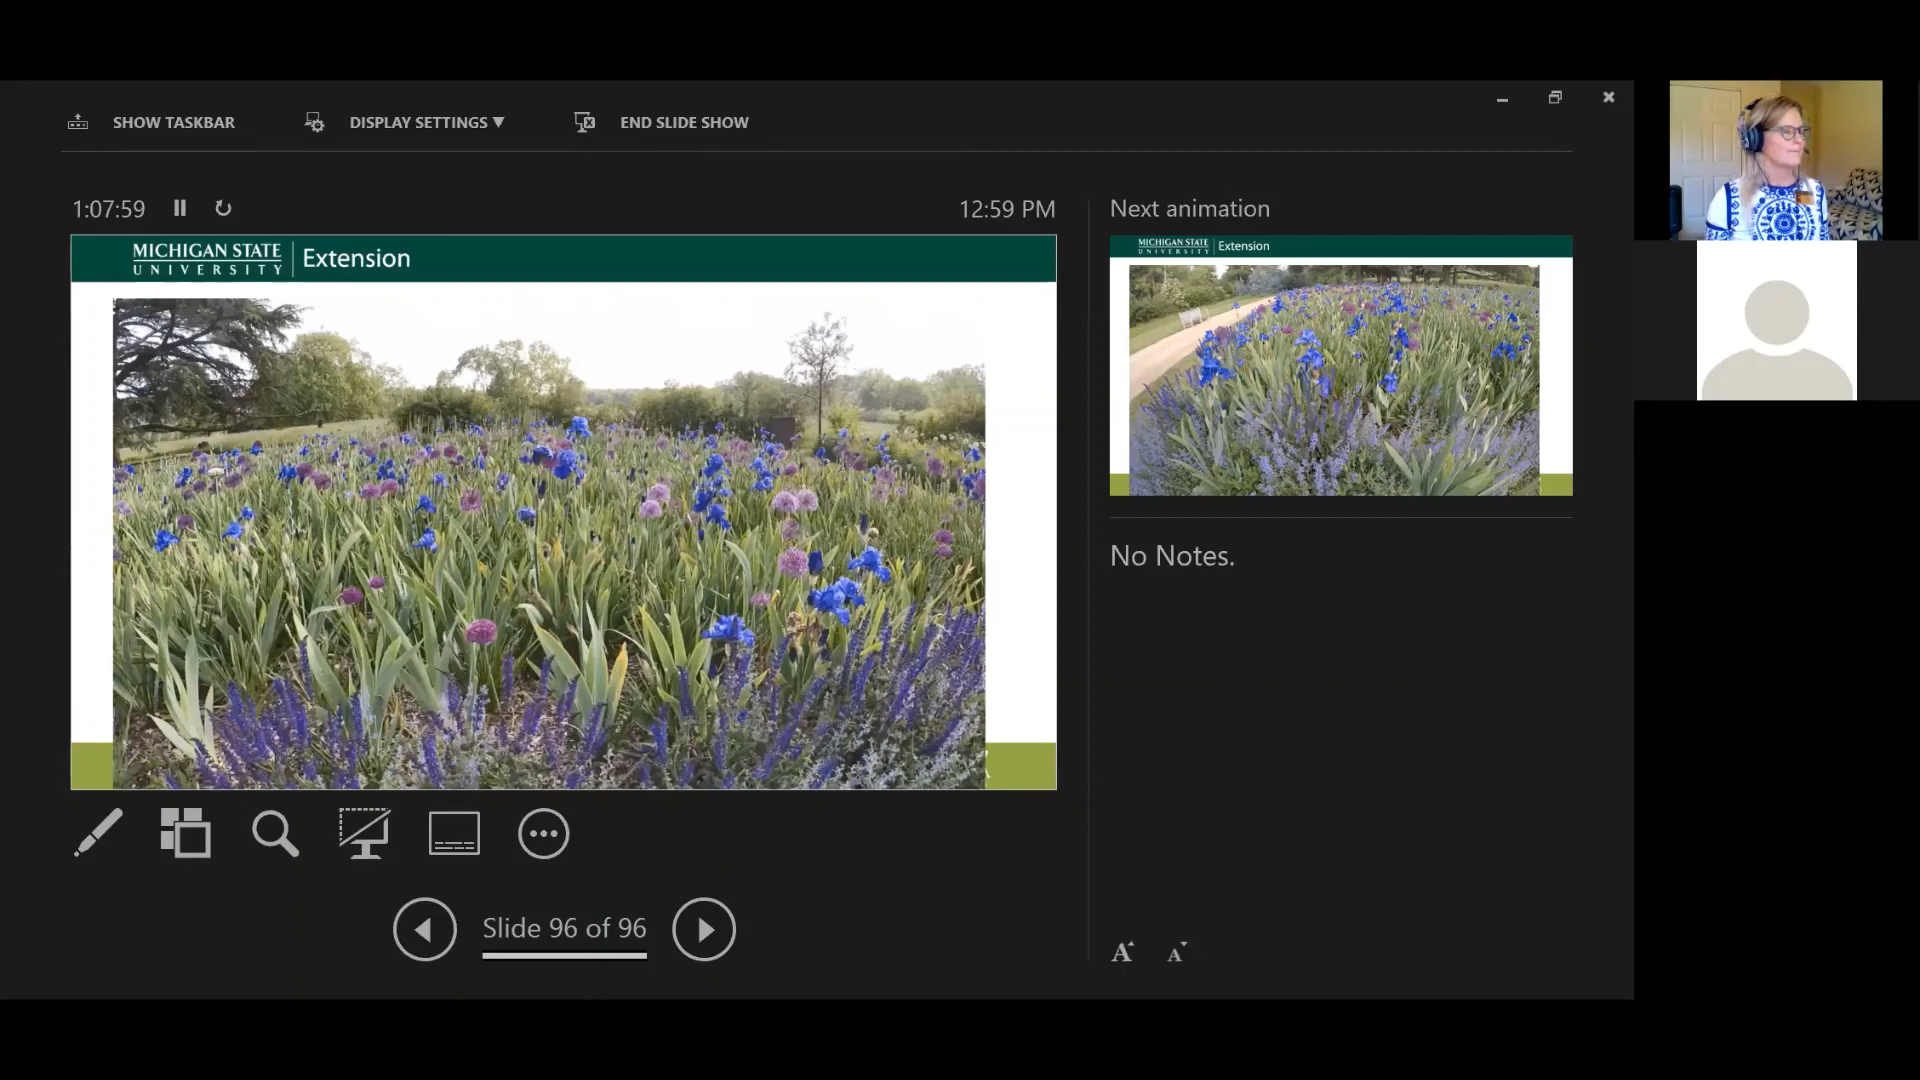 SHOW TASKBAR
DISPLAY SETTINGS ▼
END SLIDE SHOW
1:07:59
12:59 PM
Next animation
MICHIGAN STATE
UNIVERSITY
Extension
MICHIGAN STATE
UNIVERSITY
Extension
No Notes.
Slide 96 of 96
A
A